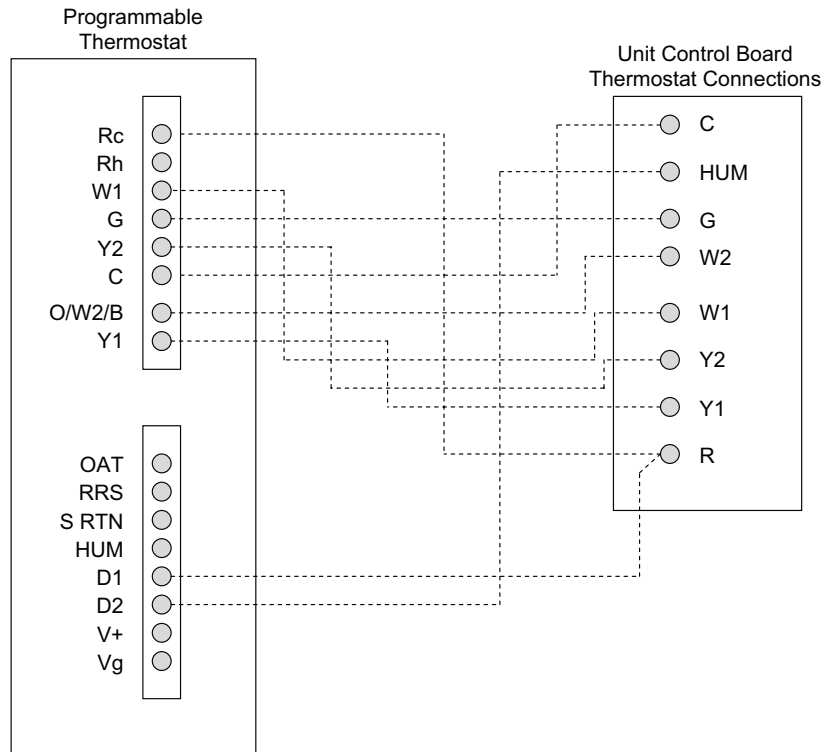 Programmable
Thermostat
Rc
Rh
W1
G
Y2
C
O/W2/B
Y1
OAT
RRS
S RTN
HUM
D1
D2
V+
Vg
Unit Control Board
Thermostat Connections
C
HUM
G
W2
W1
Y2
Y1
R